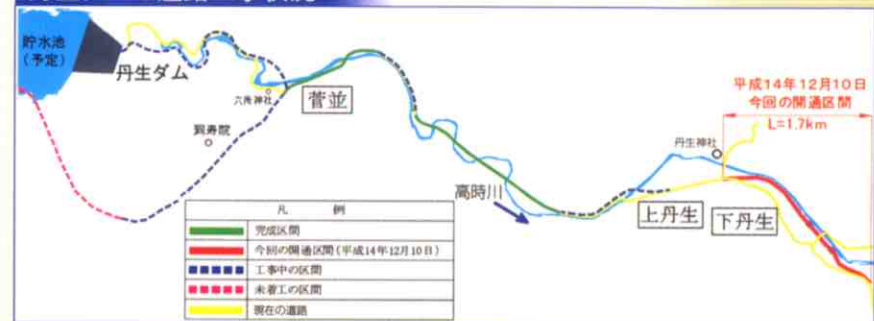 貯水池
(予定)
丹生ダム
六所神社
菅並
洞寿院
高時川
丹生神社
上丹生
下丹生
平成14年12月10日
今回の開通区間
L=1.7km
凡 例
完成区間
今回の開通区間(平成14年12月10日)
工事中の区間
未着工の区間
現在の道路